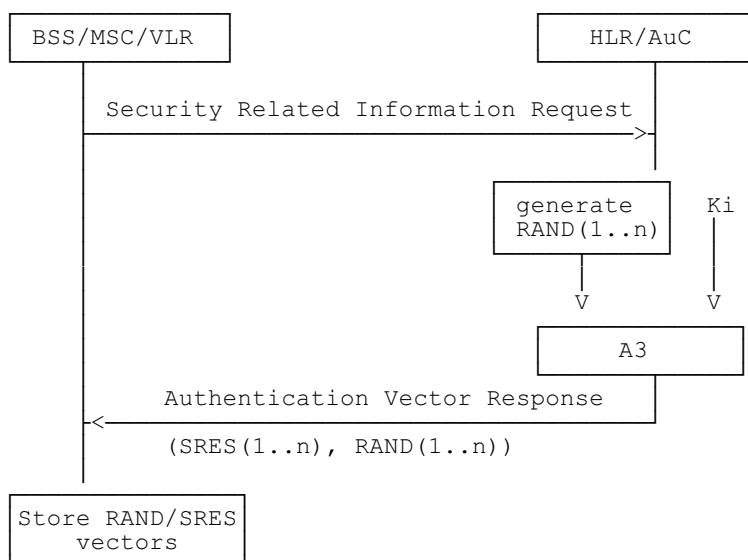 BSS/MSC/VLR
HLR/AuC
Security Related Information Request
generate
RAND(1..n)
Ki
V
V
A3
Authentication Vector Response
(SRES(1..n), RAND(1..n))
Store RAND/SRES
vectors